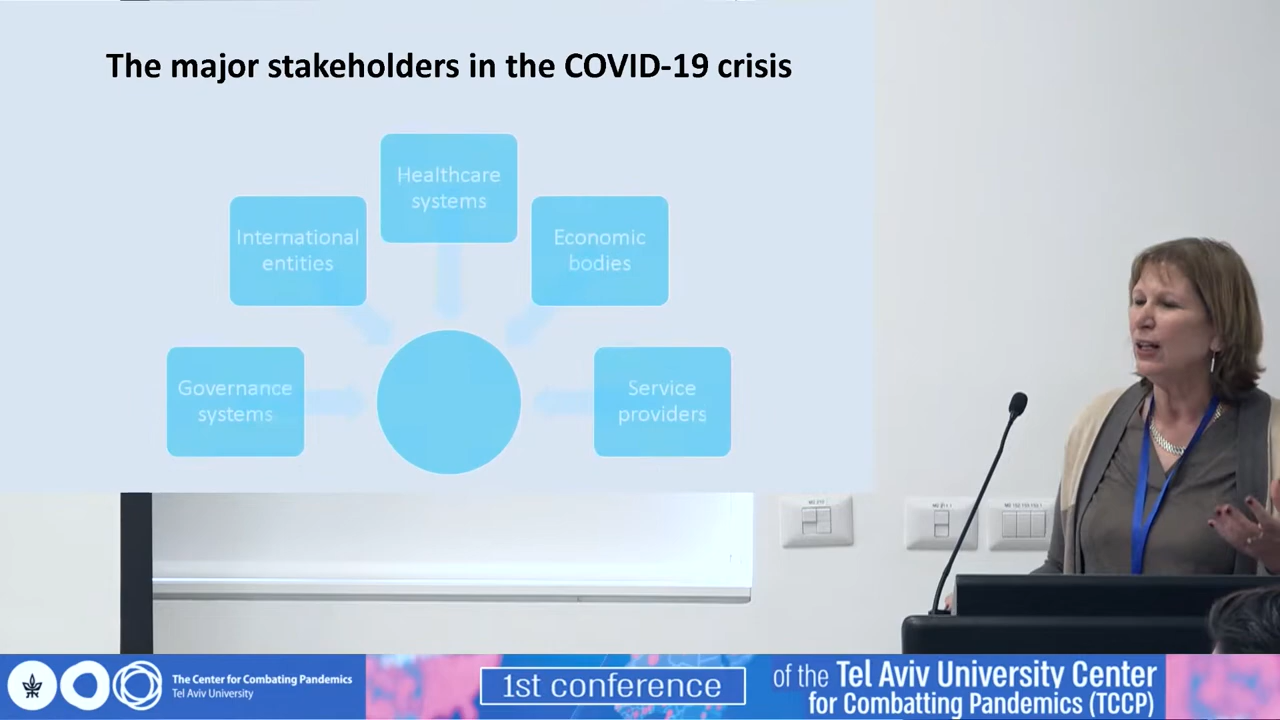 The major stakeholders in the COVID-19 crisis
Healthcare
systems
International
entities
Economic
bodies
Governance
systems
Service
providers
The Center for Combating Pandemics
Tel Aviv University
1st conference
of the Tel Aviv University Center
for Combatting Pandemics (TCCP)